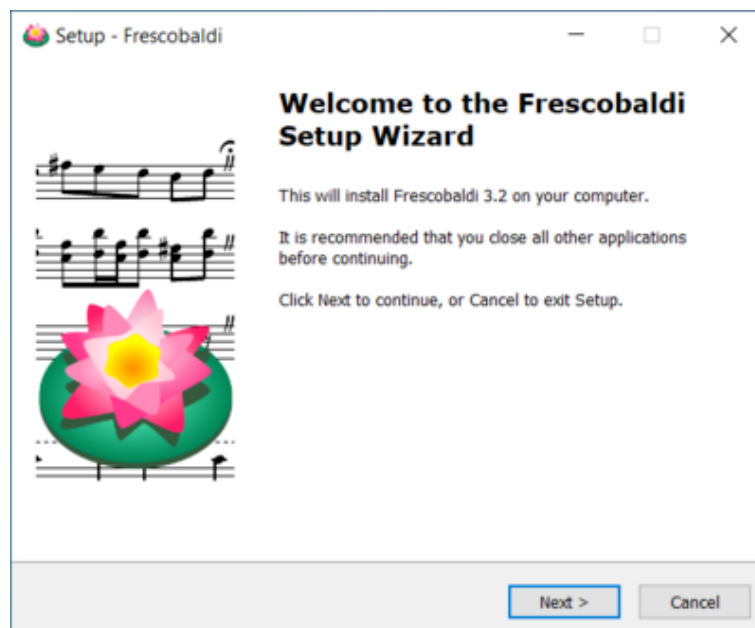 Setup - Frescobaldi
Welcome to the Frescobaldi
Setup Wizard
This will install Frescobaldi 3.2 on your computer.
It is recommended that you close all other applications
before continuing.
Click Next to continue, or Cancel to exit Setup.
Next >
Cancel